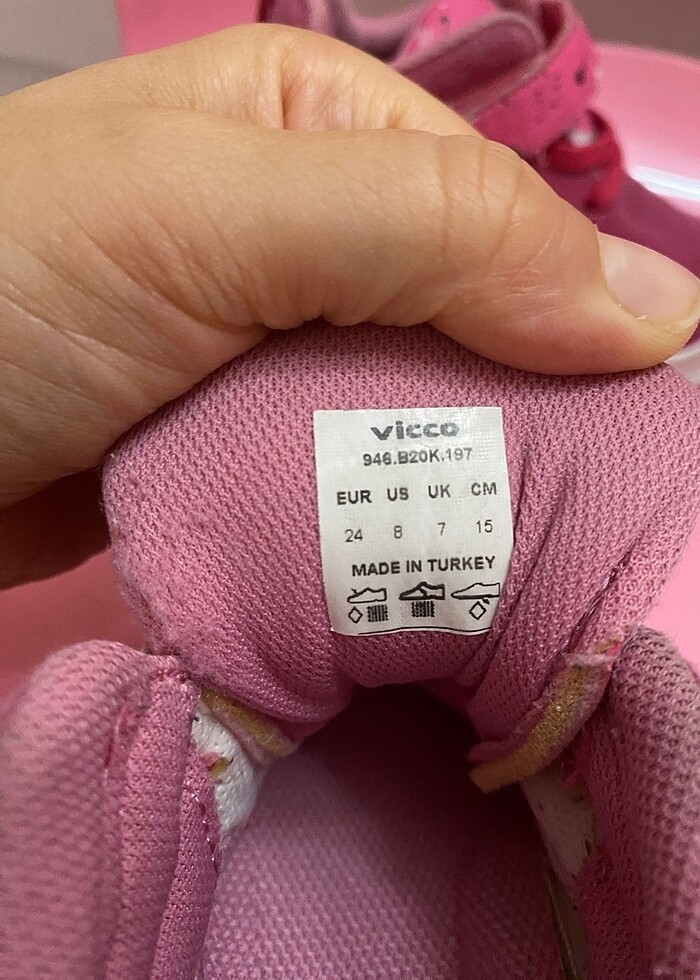 vicco
946.B20K.197
EUR US UK CM
24 8 7 15
MADE IN TURKEY